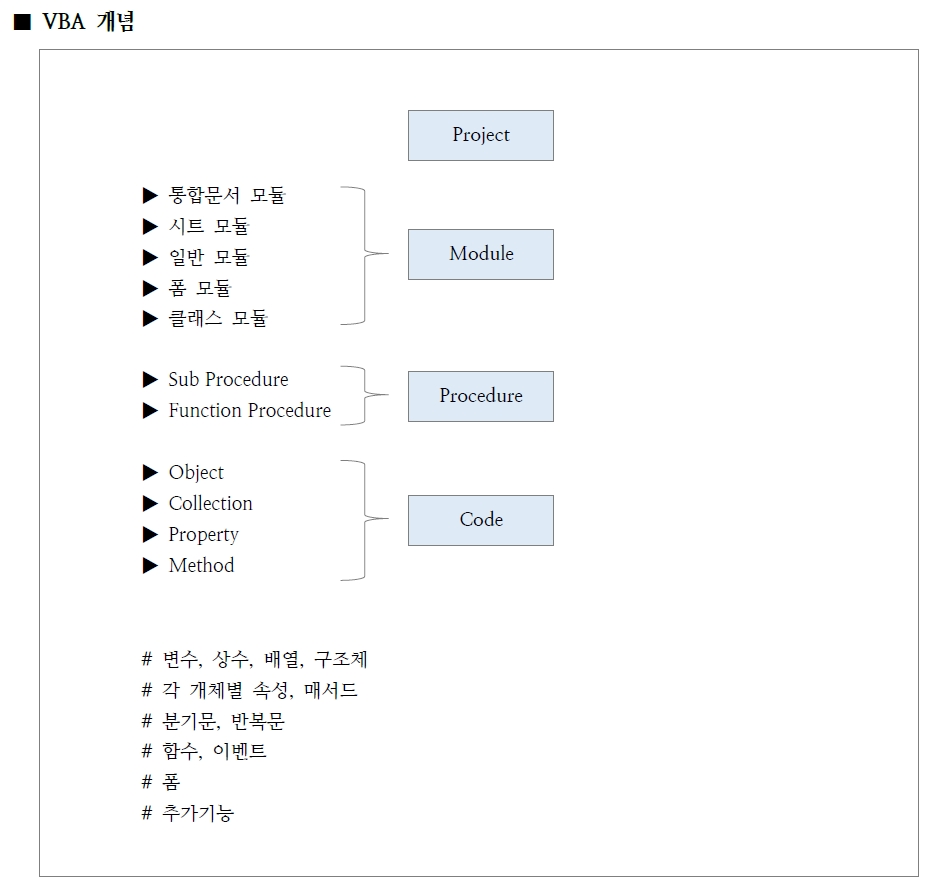 ■ VBA 개념
Project
▶ 통합문서 모듈
▶ 시트 모듈
▶ 일반 모듈
▶ 폼 모듈
▶ 클래스 모듈
Module
▶ Sub Procedure
▶ Function Procedure
Procedure
▶ Object
▶ Collection
▶ Property
▶ Method
Code
# 변수, 상수, 배열, 구조체
# 각 개체별 속성, 매서드
# 분기문, 반복문
# 함수, 이벤트
# 폼
# 추가기능